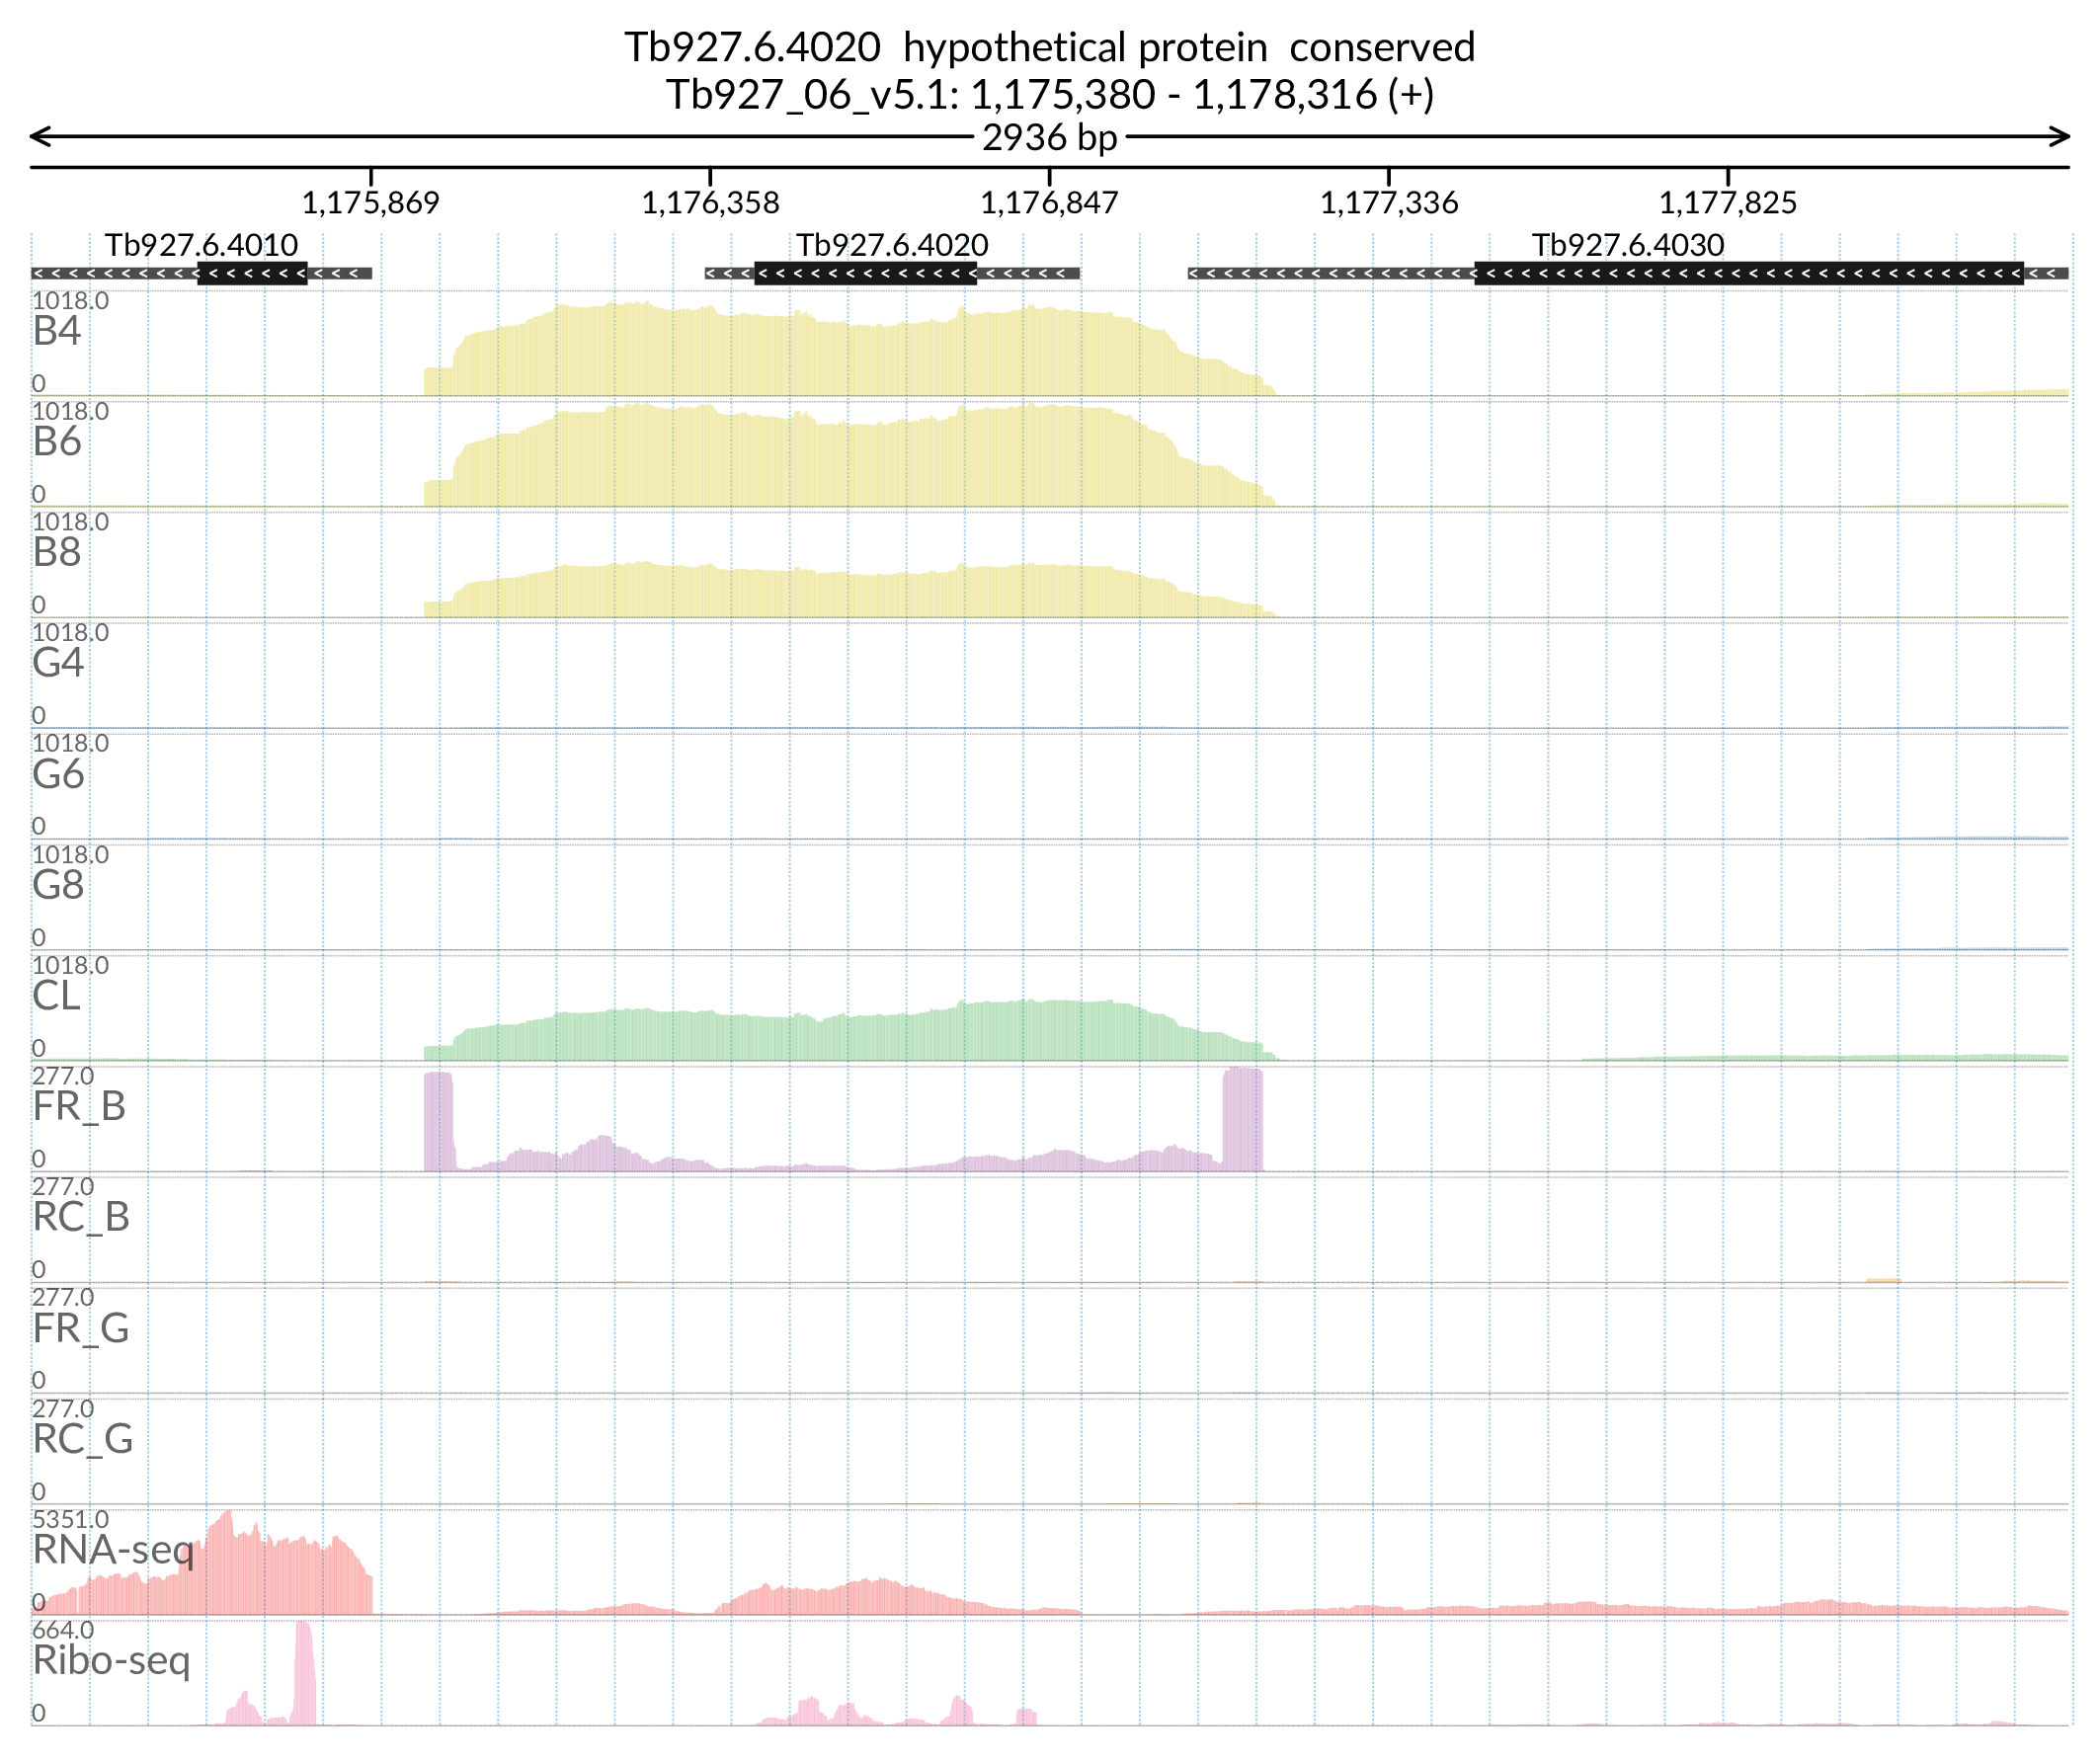 Tb927.6.4020 hypothetical protein conserved
Tb927_06_v5.1: 1,175,380 - 1,178,316 (+)
2936 bp
1,175,869 1,176,358 1,176,847 1,177,336 1,177,825
Tb927.6.4010 Tb927.6.4020 Tb927.6.4030
1018.0
B4
0
1018.0
B6
0
1018.0
B8
0
1018.0
G4
0
1018.0
G6
0
1018.0
G8
0
1018.0
CL
0
277.0
FR_B
0
277.0
RC_B
0
277.0
FR_G
0
277.0
RC_G
0
5351.0
RNA-seq
0
664.0
Ribo-seq
0